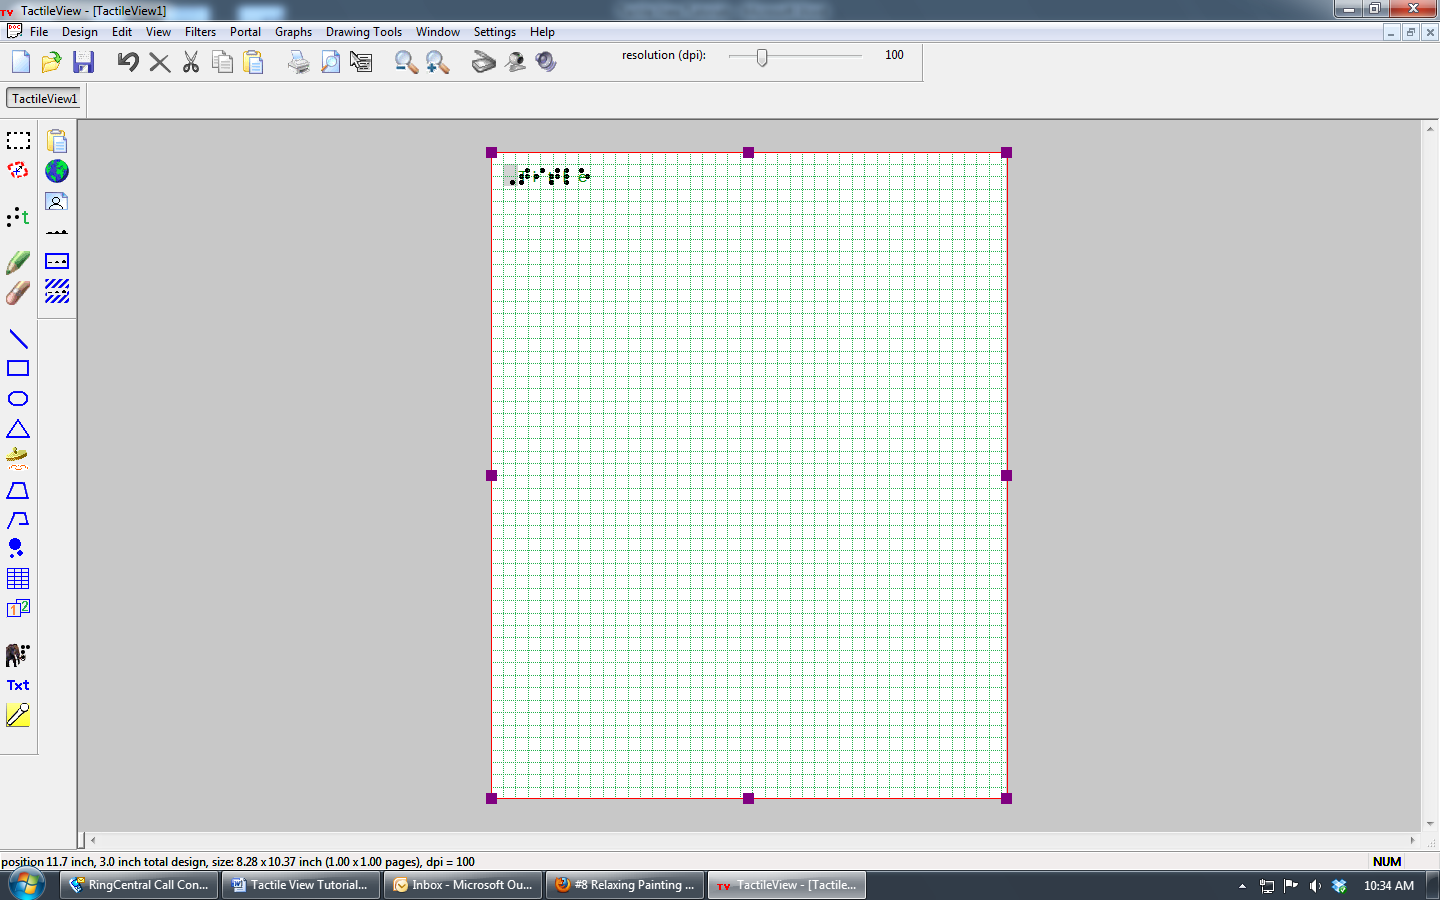 TactileView - [TactileView1]
File Design Edit View Filters Portal Graphs Drawing Tools Window Settings Help
resolution (dpi): 100
TactileView1
t
1 2
Txt
position 11.7 inch, 3.0 inch total design, size: 8.28 x 10.37 inch (1.00 x 1.00 pages), dpi = 100
NUM
RingCentral Call Con... Tactile View Tutorial... Inbox - Microsoft Ou... #8 Relaxing Painting ... TV TactileView - [Tactile... 10:34 AM